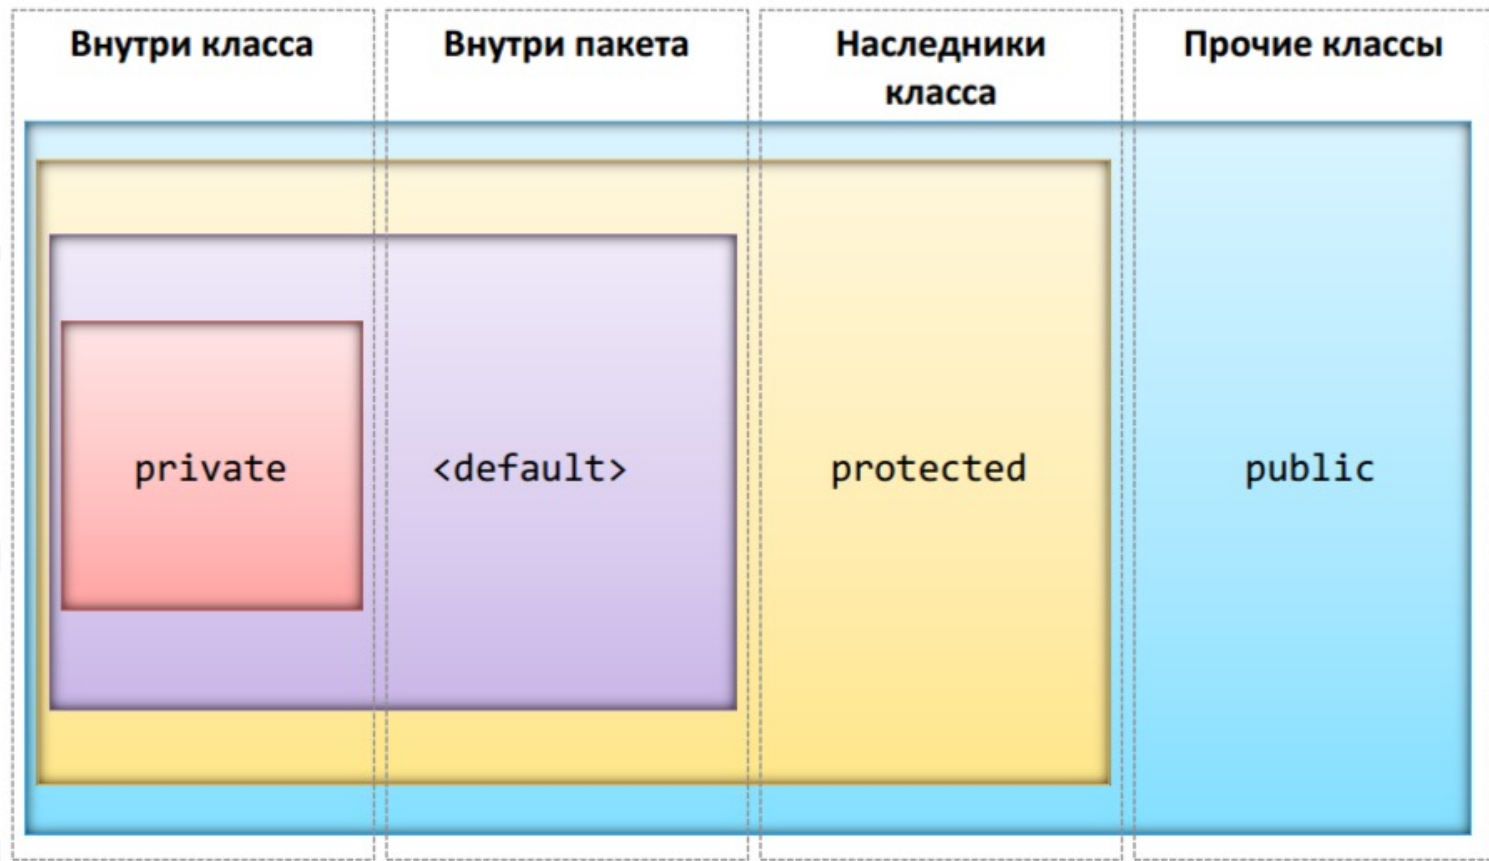 Внутри класса
Внутри пакета
Наследники
класса
Прочие классы
private
<default>
protected
public